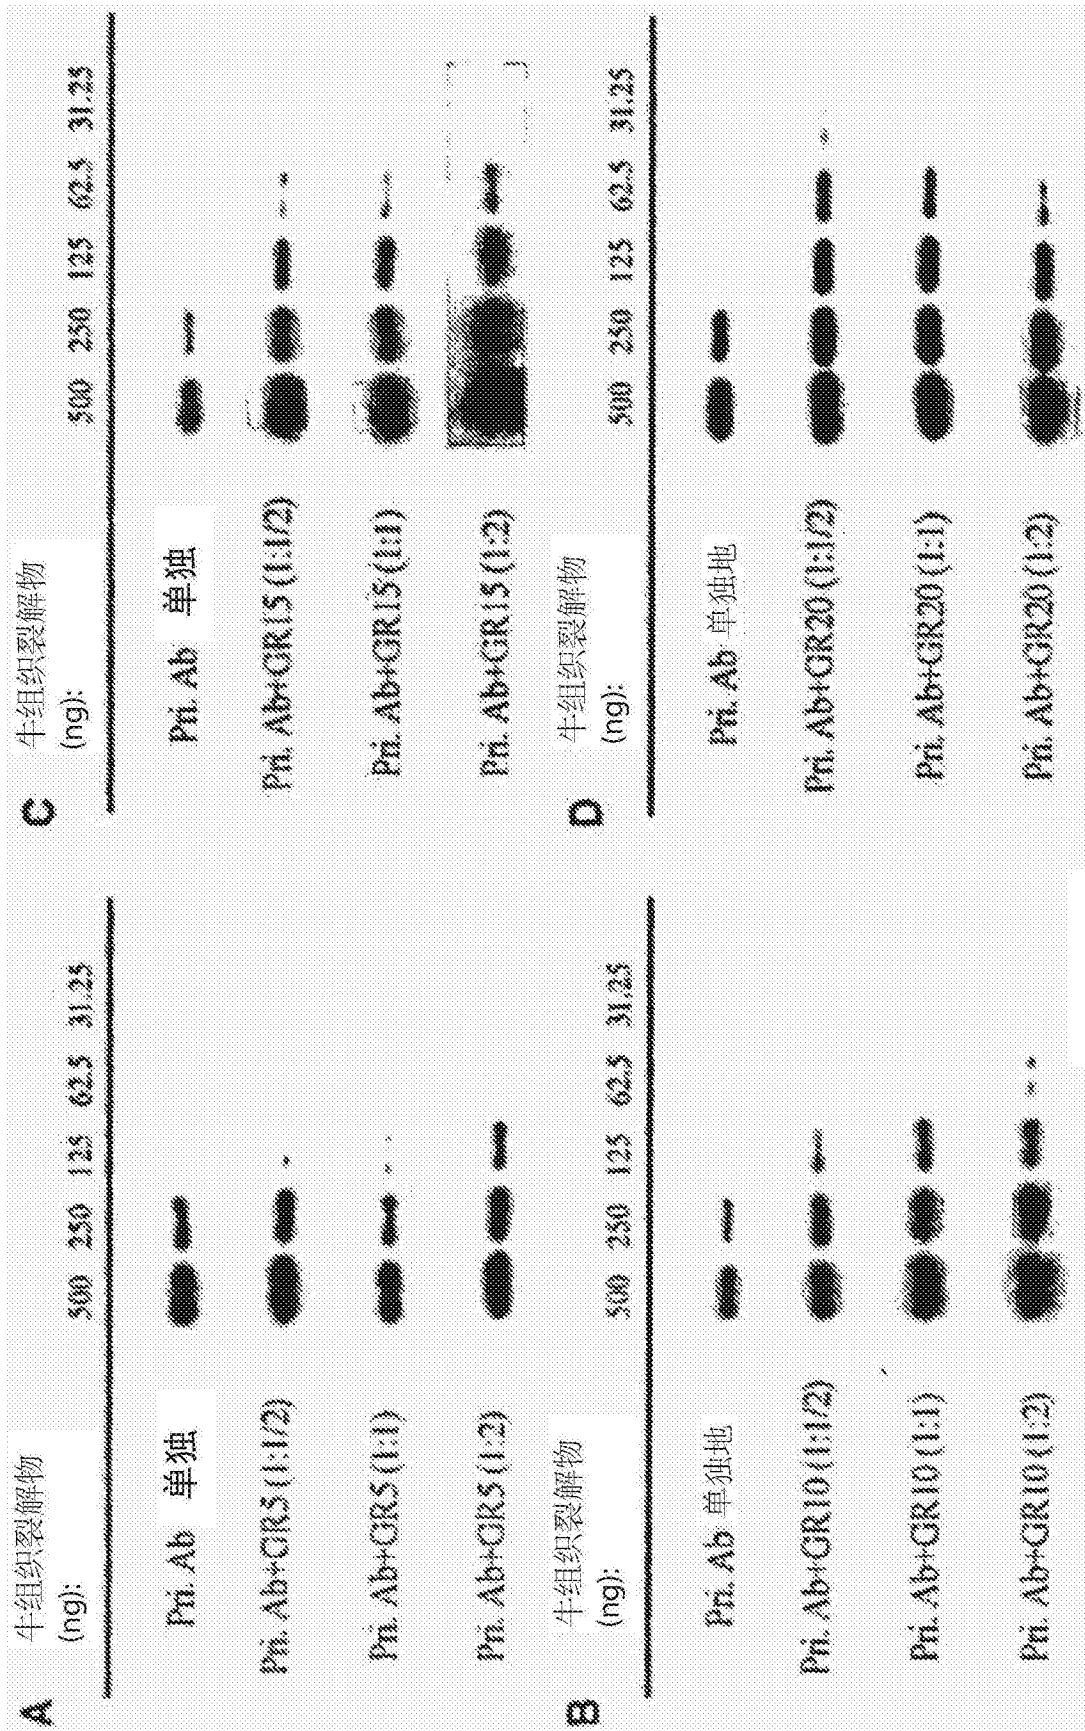 A
牛组织裂解物
(ng):
500 250 125 62.5 31.25
Pri. Ab 单独
Pri. Ab+GR5 (1:1/2)
Pri. Ab+GR5 (1:1)
Pri. Ab+GR5 (1:2)
B
牛组织裂解物
(ng):
500 250 125 62.5 31.25
Pri. Ab 单独地
Pri. Ab+GR10 (1:1/2)
Pri. Ab+GR10 (1:1)
Pri. Ab+GR10 (1:2)
C
牛组织裂解物
(ng):
500 250 125 62.5 31.25
Pri. Ab 单独
Pri. Ab+GR15 (1:1/2)
Pri. Ab+GR15 (1:1)
Pri. Ab+GR15 (1:2)
D
牛组织裂解物
(ng):
500 250 125 62.5 31.25
Pri. Ab 单独地
Pri. Ab+GR20 (1:1/2)
Pri. Ab+GR20 (1:1)
Pri. Ab+GR20 (1:2)